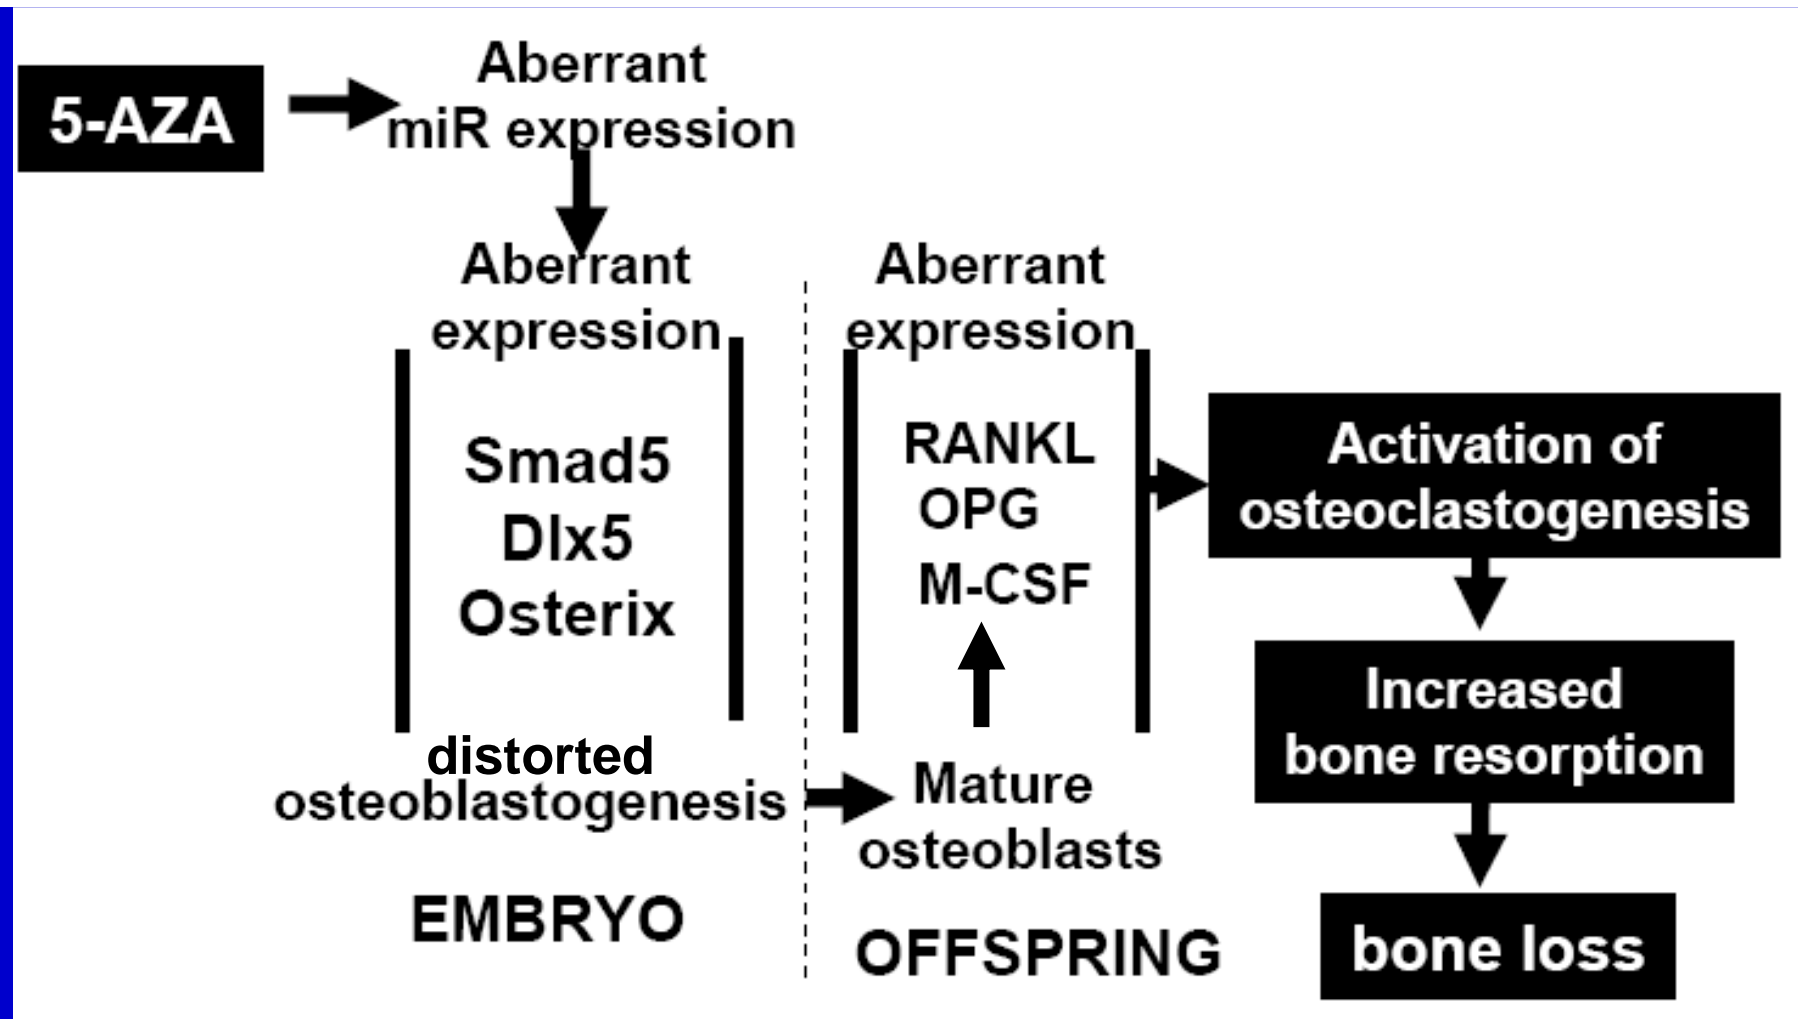 5-AZA
Aberrant
miR expression
Aberrant
expression
Smad5
Dlx5
Osterix
distorted
osteoblastogenesis
EMBRYO
Aberrant
expression
RANKL
OPG
M-CSF
Mature
osteoblasts
OFFSPRING
Activation of
osteoclastogenesis
Increased
bone resorption
bone loss